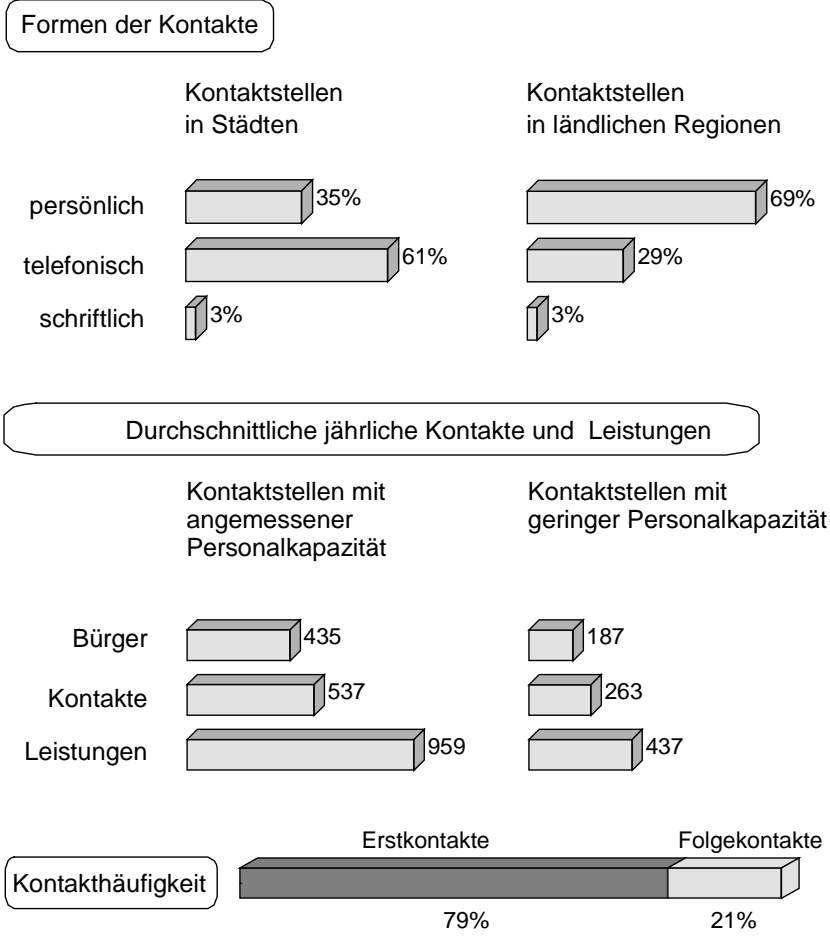 Formen der Kontakte
Kontaktstellen
in Städten
Kontaktstellen
in ländlichen Regionen
persönlich 35% 69%
telefonisch 61% 29%
schriftlich 3% 3%
Durchschnittliche jährliche Kontakte und Leistungen
Kontaktstellen mit
angemessener
Personalkapazität
Kontaktstellen mit
geringer Personalkapazität
Bürger 435 187
Kontakte 537 263
Leistungen 959 437
Erstkontakte Folgekontakte
Kontakthäufigkeit
79% 21%